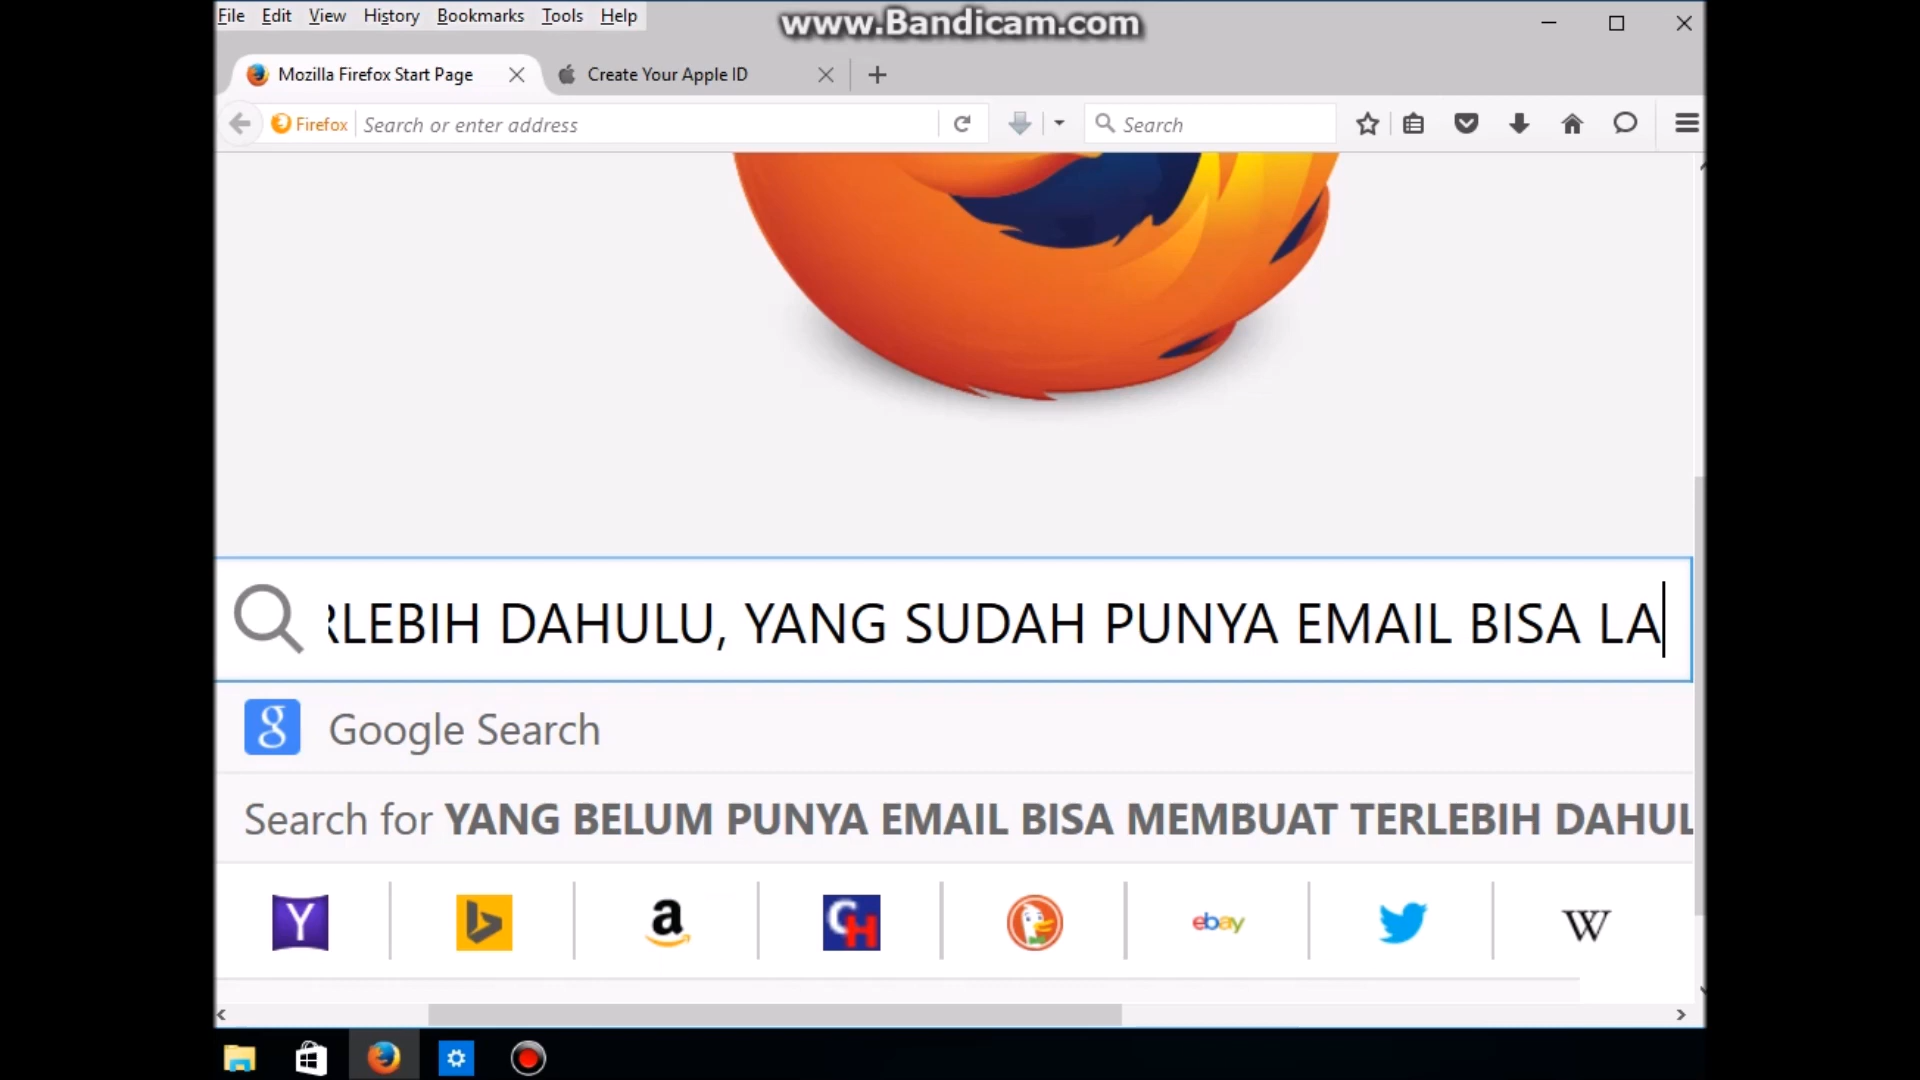 File Edit View History Bookmarks Tools Help
www.Bandicam.com
Mozilla Firefox Start Page
Create Your Apple ID
Firefox
Search or enter address
Search
RLEBIH DAHULU, YANG SUDAH PUNYA EMAIL BISA LA
g Google Search
Search for YANG BELUM PUNYA EMAIL BISA MEMBUAT TERLEBIH DAHUL
Y b a CH ebay W